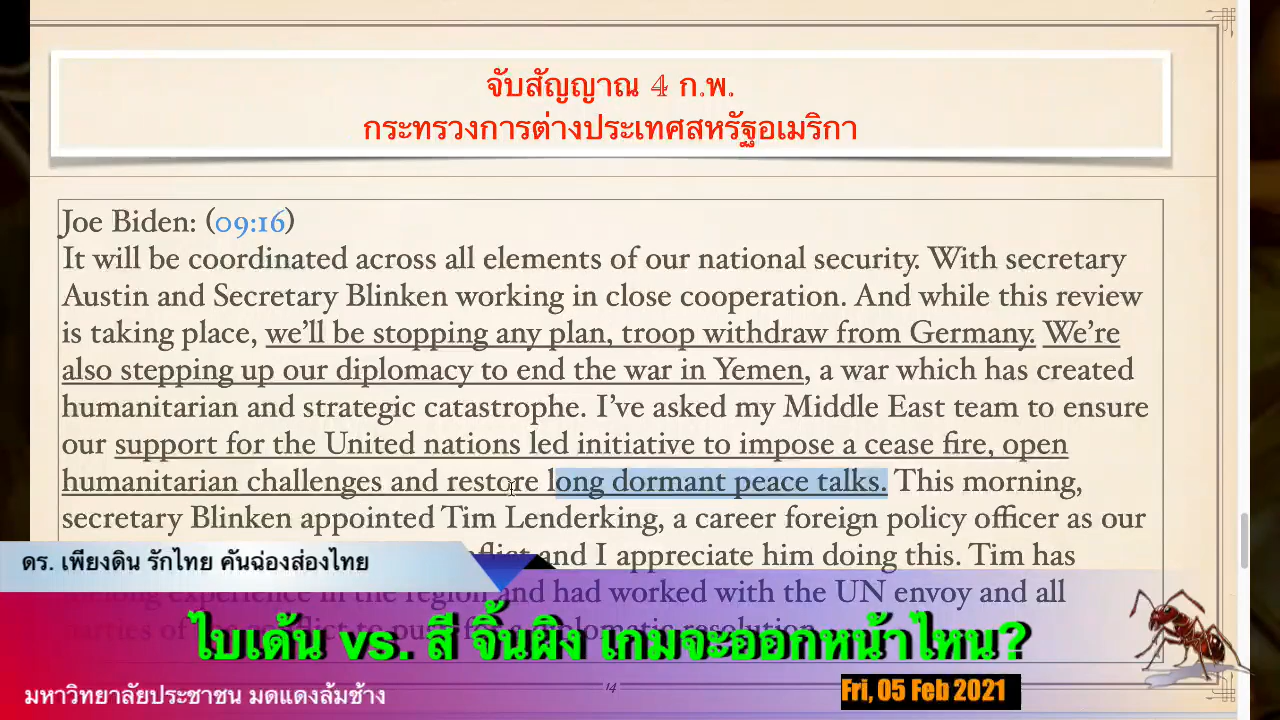 จับสัญญาณ 4 ก.พ.
กระทรวงการต่างประเทศสหรัฐอเมริกา
Joe Biden: (09:16)
It will be coordinated across all elements of our national security. With secretary
Austin and Secretary Blinken working in close cooperation. And while this review
is taking place, we’ll be stopping any plan, troop withdraw from Germany. We’re
also stepping up our diplomacy to end the war in Yemen, a war which has created
humanitarian and strategic catastrophe. I’ve asked my Middle East team to ensure
our support for the United nations led initiative to impose a cease fire, open
humanitarian challenges and restore long dormant peace talks. This morning,
secretary Blinken appointed Tim Lenderking, a career foreign policy officer as our
and I appreciate him doing this. Tim has
experience in the region and had worked with the UN envoy and all
ดร. เพียงดิน รักไทย คันฉ่องส่องไทย
ไบเด้น vs. สี จิ้นผิง เกมจะออกหน้าไหน?
มหาวิทยาลัยประชาชน มดแดงล้มช้าง
14
Fri, 05 Feb 2021